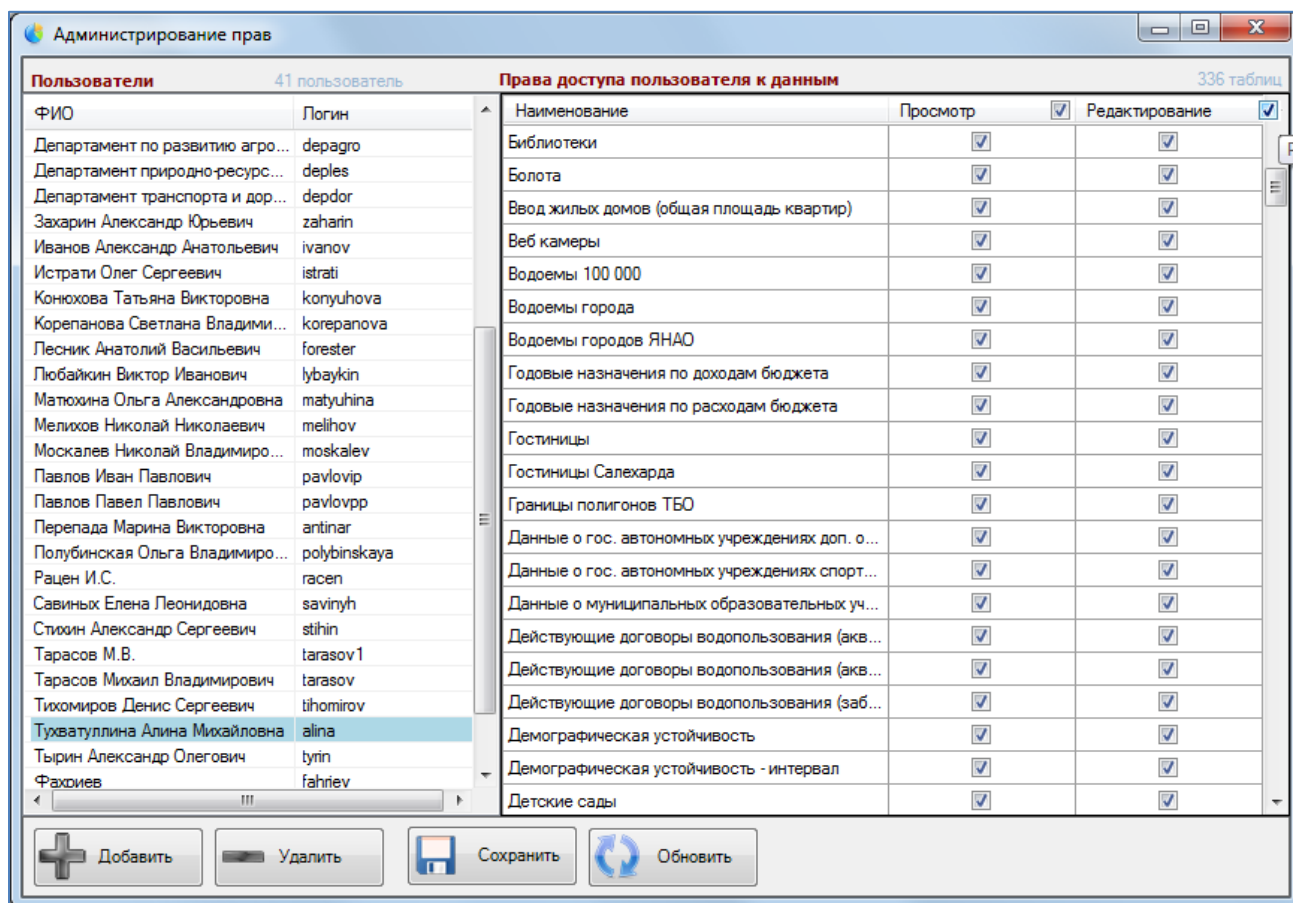 Администрирование прав
Пользователи 41 пользователь
ФИО Логин
Департамент по развитию агро... depagro
Департамент природно-ресурс... deples
Департамент транспорта и дор... depdor
Захарин Александр Юрьевич zaharin
Иванов Александр Анатольевич ivanov
Истрати Олег Сергеевич istrati
Конюхова Татьяна Викторовна konyuhova
Корепанова Светлана Владими... korepanova
Лесник Анатолий Васильевич forester
Любайкин Виктор Иванович lybaykin
Матюхина Ольга Александровна matyuhina
Мелихов Николай Николаевич melihov
Москалев Николай Владимиро... moskalev
Павлов Иван Павлович pavlovip
Павлов Павел Павлович pavlovpp
Перепада Марина Викторовна antinar
Полубинская Ольга Владимиро... polybinskaya
Рацен И.С. racen
Савиных Елена Леонидовна savinyh
Стихин Александр Сергеевич stihin
Тарасов М.В. tarasov1
Тарасов Михаил Владимирович tarasov
Тихомиров Денис Сергеевич tihomirov
Тухватуллина Алина Михайловна alina
Тырин Александр Олегович tyrin
Фахриев fahriev
Права доступа пользователя к данным 336 таблиц
Наименование Просмотр Редактирование
Библиотеки
Болота
Ввод жилых домов (общая площадь квартир)
Веб камеры
Водоемы 100 000
Водоемы города
Водоемы городов ЯНАО
Годовые назначения по доходам бюджета
Годовые назначения по расходам бюджета
Гостиницы
Гостиницы Салехарда
Границы полигонов ТБО
Данные о гос. автономных учреждениях доп. о...
Данные о гос. автономных учреждениях спорт...
Данные о муниципальных образовательных уч...
Действующие договоры водопользования (акв...
Действующие договоры водопользования (акв...
Действующие договоры водопользования (заб...
Демографическая устойчивость
Демографическая устойчивость - интервал
Детские сады
Добавить Удалить Сохранить Обновить